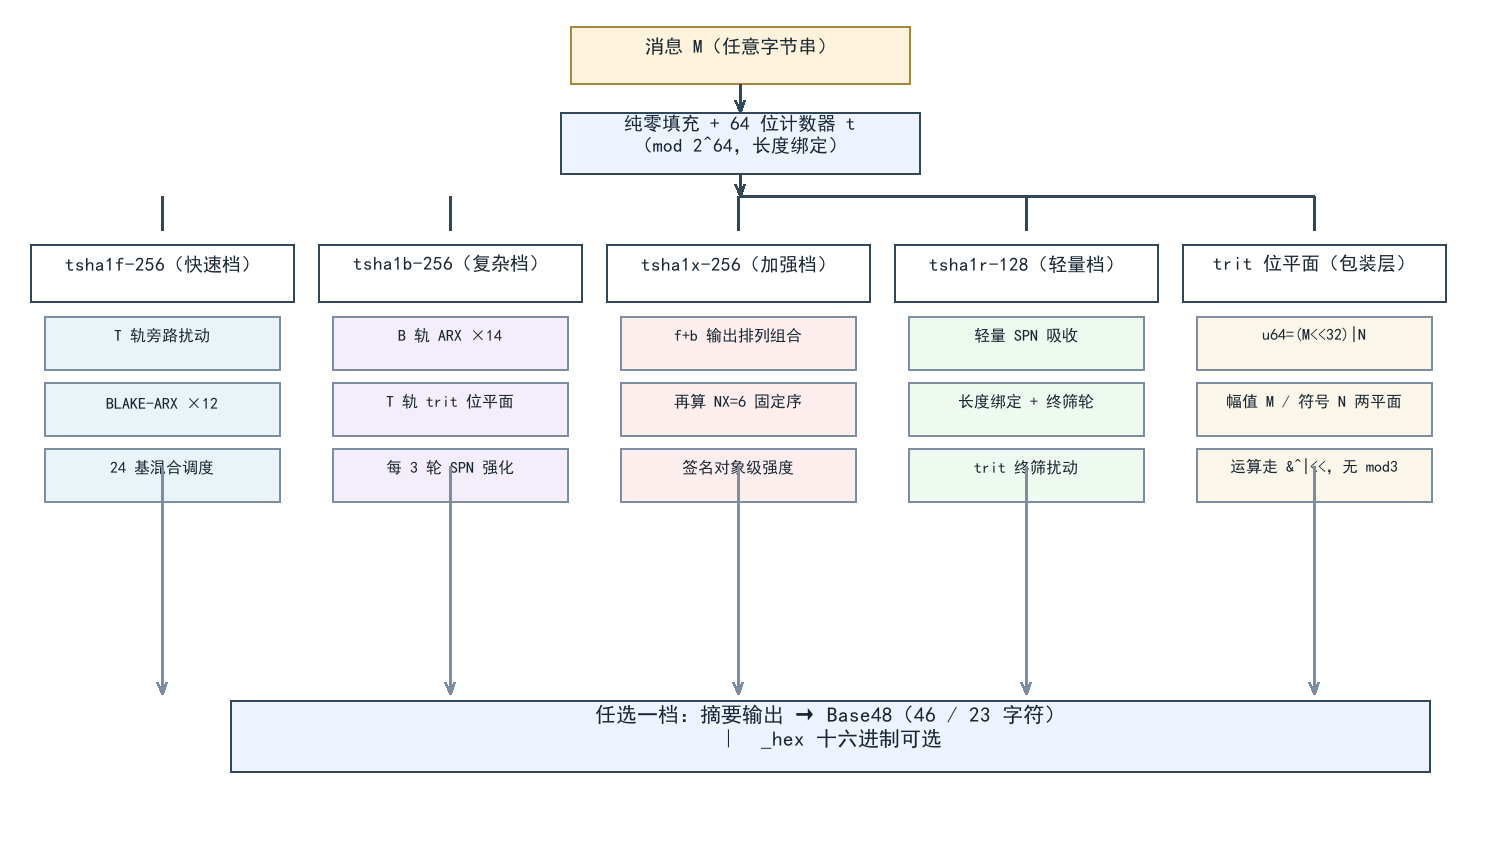 消息 M（任意字节串）
纯零填充 + 64 位计数器 t
（mod 2^64，长度绑定）
tsha1f-256（快速档）
tsha1b-256（复杂档）
tsha1x-256（加强档）
tsha1r-128（轻量档）
trit 位平面（包装层）
T 轨旁路扰动
B 轨 ARX ×14
f+b 输出排列组合
轻量 SPN 吸收
u64=(M<<32)|N
BLAKE-ARX ×12
T 轨 trit 位平面
再算 NX=6 固定序
长度绑定 + 终筛轮
幅值 M / 符号 N 两平面
24 基混合调度
每 3 轮 SPN 强化
签名对象级强度
trit 终筛扰动
运算走 &^|<<，无 mod3
任选一档：摘要输出 → Base48（46 / 23 字符）
| _hex 十六进制可选